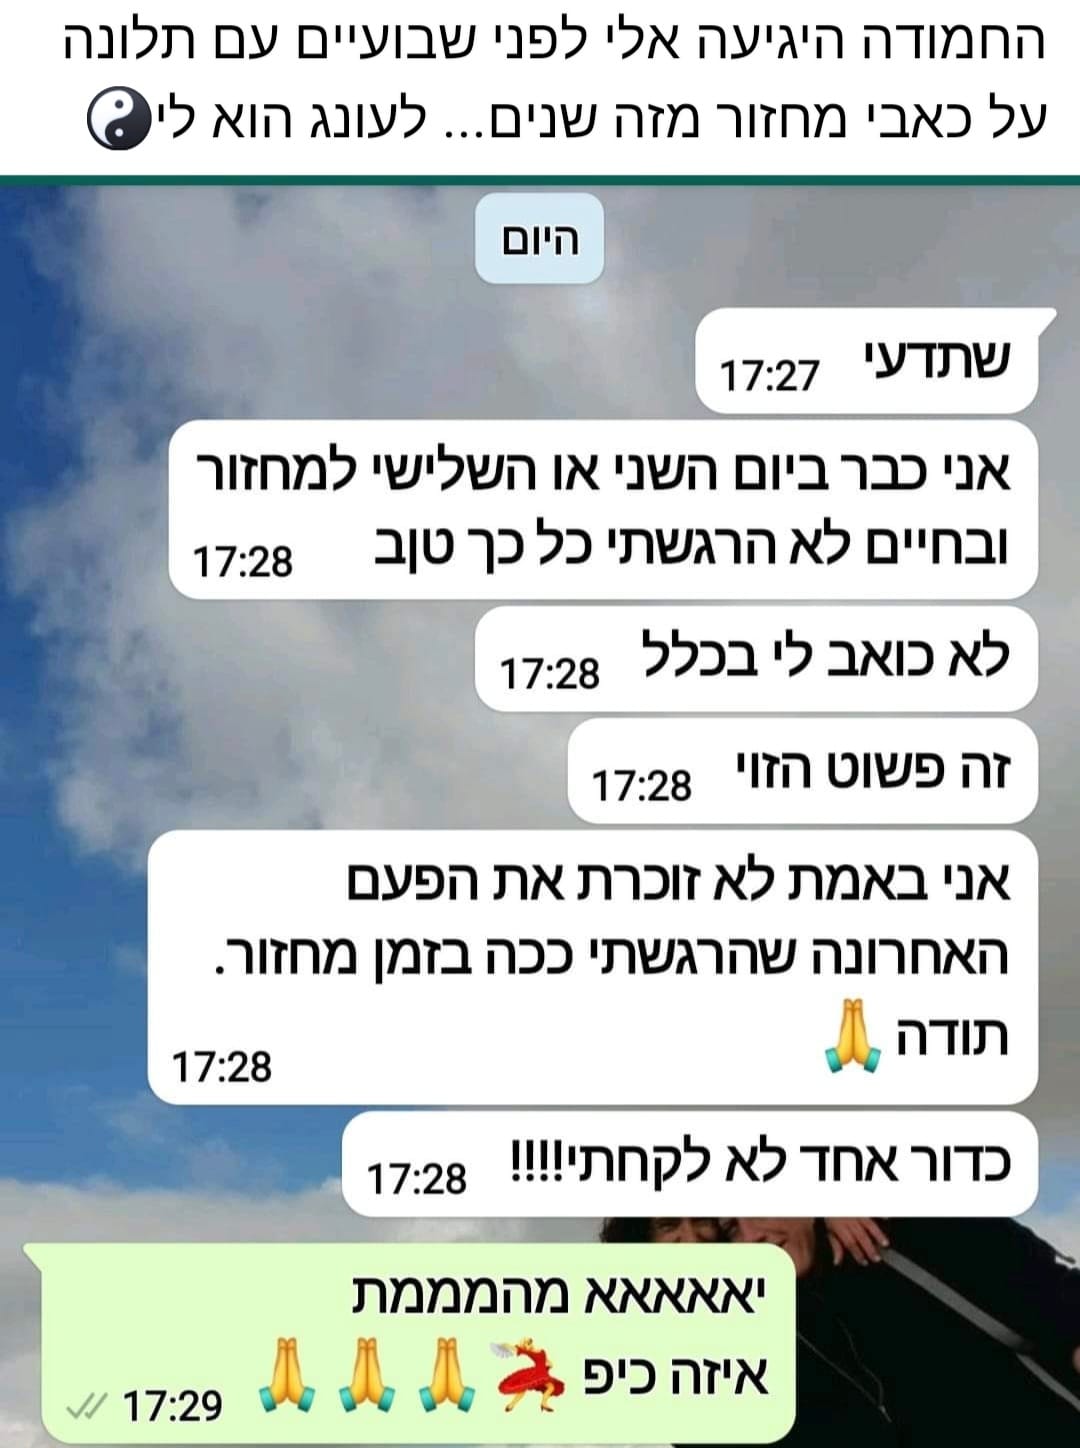 החמודה היגיעה אלי לפני שבועיים עם תלונה
על כאבי מחזור מזה שנים... לעונג הוא לי☯
היום
שתדעי 17:27
אני כבר ביום השני או השלישי למחזור
ובחיים לא הרגשתי כל כך טןב 17:28
לא כואב לי בכלל 17:28
זה פשוט הזוי 17:28
אני באמת לא זוכרת את הפעם
האחרונה שהרגשתי ככה בזמן מחזור.
תודה 🙏
17:28
כדור אחד לא לקחתי!!!! 17:28
יאאאאא מהמממת
איזה כיפ 💃🙏🙏🙏 17:29